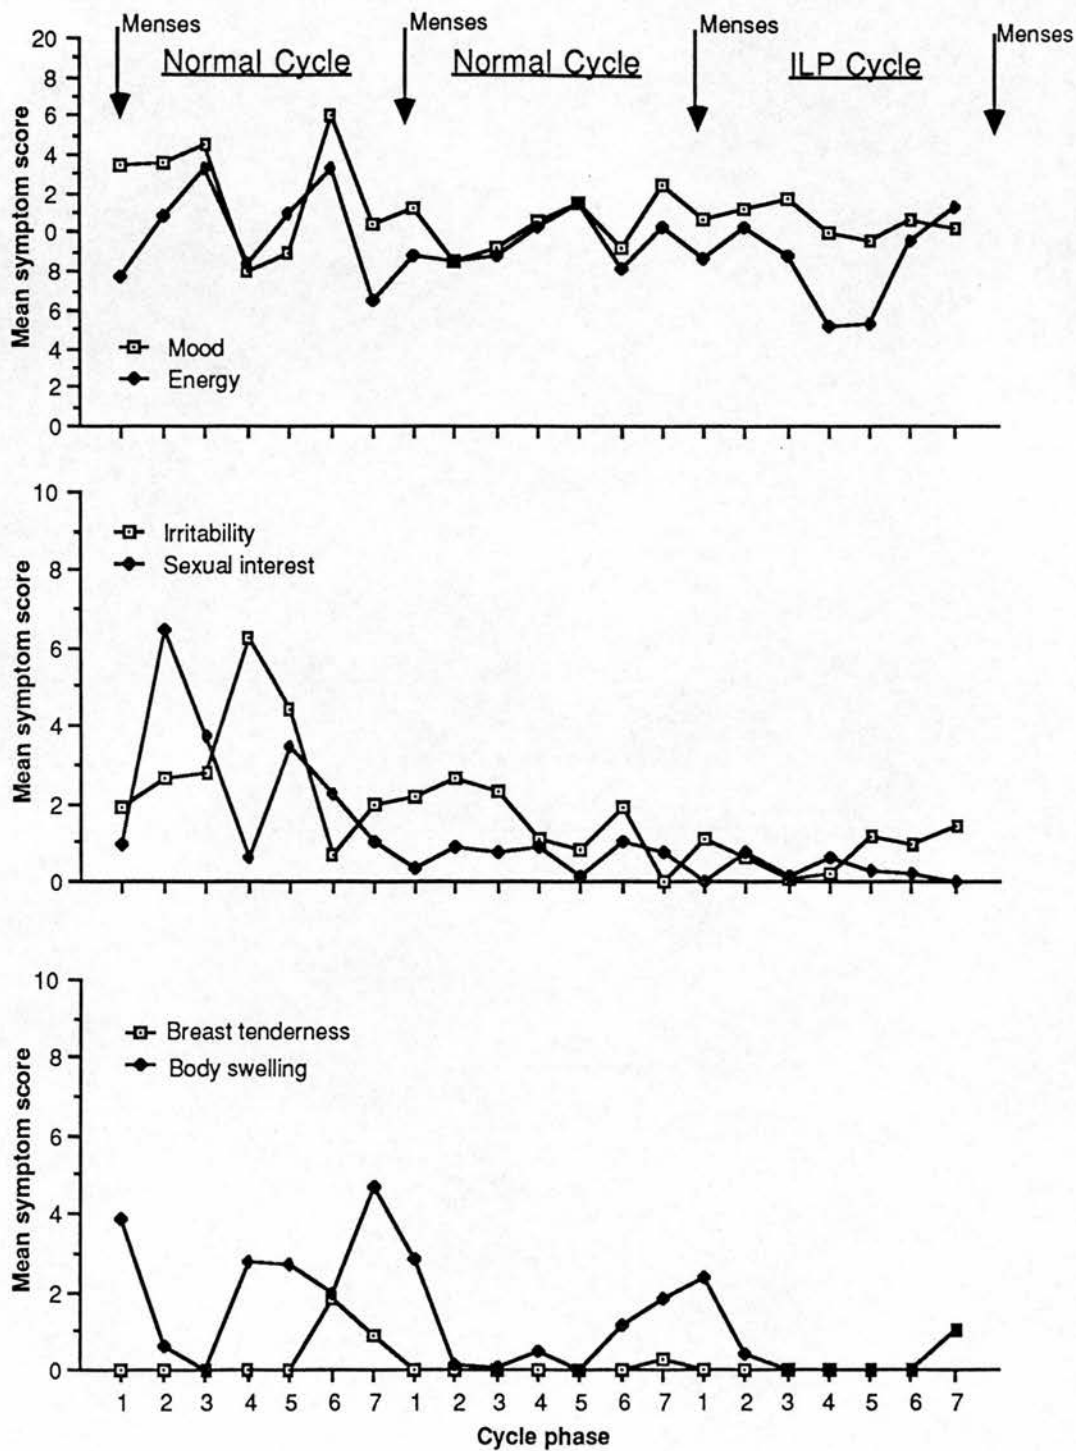 Menses
Menses
Menses
Menses
Normal Cycle
Normal Cycle
ILP Cycle
Mean symptom score
20
8
6
4
2
0
8
6
4
2
0
Mood
Energy
Mean symptom score
10
8
6
4
2
0
Irritability
Sexual interest
Mean symptom score
10
8
6
4
2
0
Breast tenderness
Body swelling
1 2 3 4 5 6 7 1 2 3 4 5 6 7 1 2 3 4 5 6 7
Cycle phase